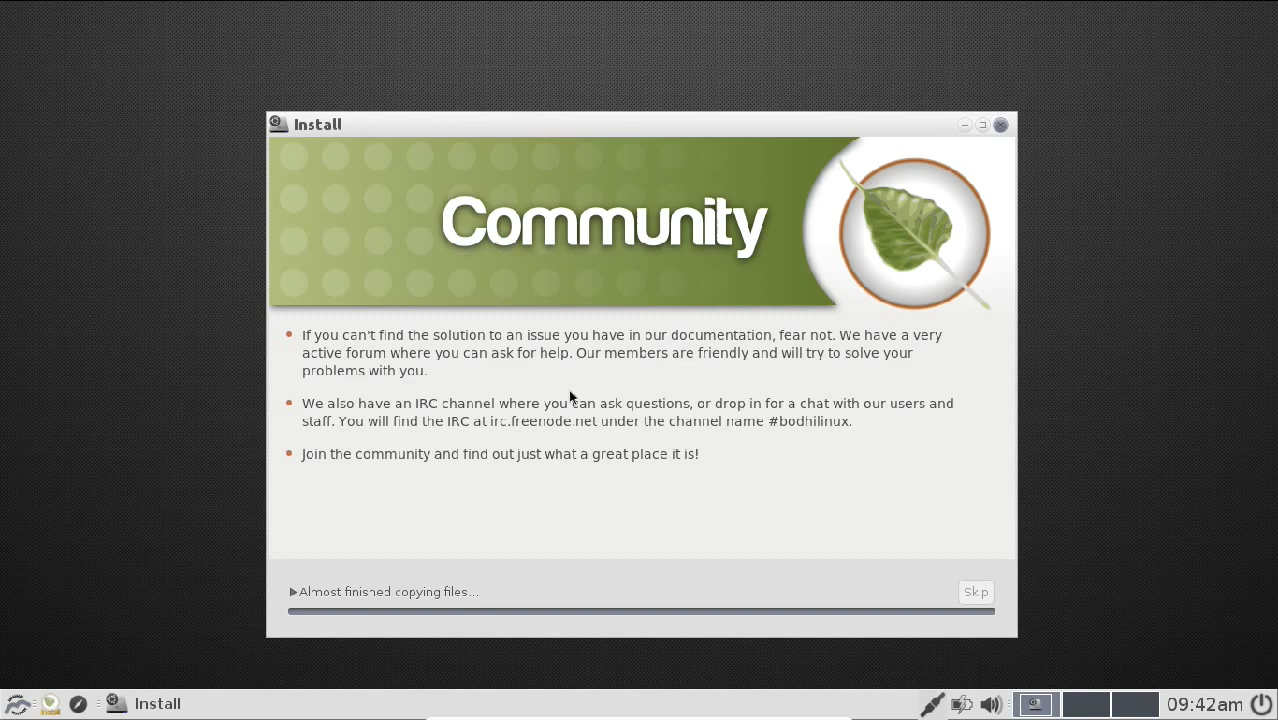 Install
Community
If you can't find the solution to an issue you have in our documentation, fear not. We have a very
active forum where you can ask for help. Our members are friendly and will try to solve your
problems with you.
We also have an IRC channel where you can ask questions, or drop in for a chat with our users and
staff. You will find the IRC at irc.freenode.net under the channel name #bodhilinux.
Join the community and find out just what a great place it is!
Almost finished copying files...
Skip
Install
09:42am